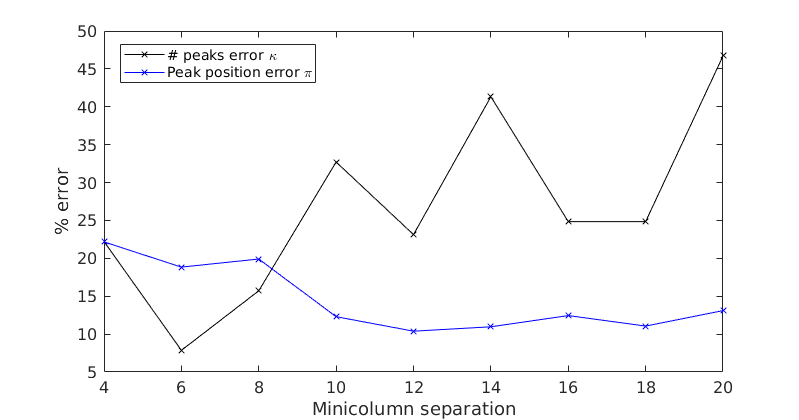 50
45
40
35
30
25
20
15
10
5
% error
# peaks error κ
Peak position error π
4 6 8 10 12 14 16 18 20
Minicolumn separation